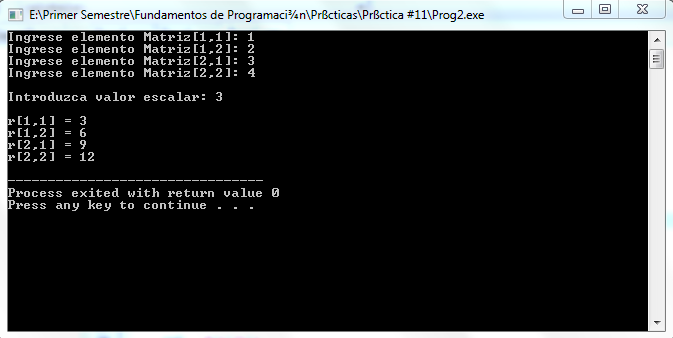 E:\Primer Semestre\Fundamentos de Programaci¾n\Prßcticas\Prßctica #11\Prog2.exe
Ingrese elemento Matriz[1,1]: 1
Ingrese elemento Matriz[1,2]: 2
Ingrese elemento Matriz[2,1]: 3
Ingrese elemento Matriz[2,2]: 4
Introduzca valor escalar: 3
r[1,1] = 3
r[1,2] = 6
r[2,1] = 9
r[2,2] = 12
--------------------------------
Process exited with return value 0
Press any key to continue . . .